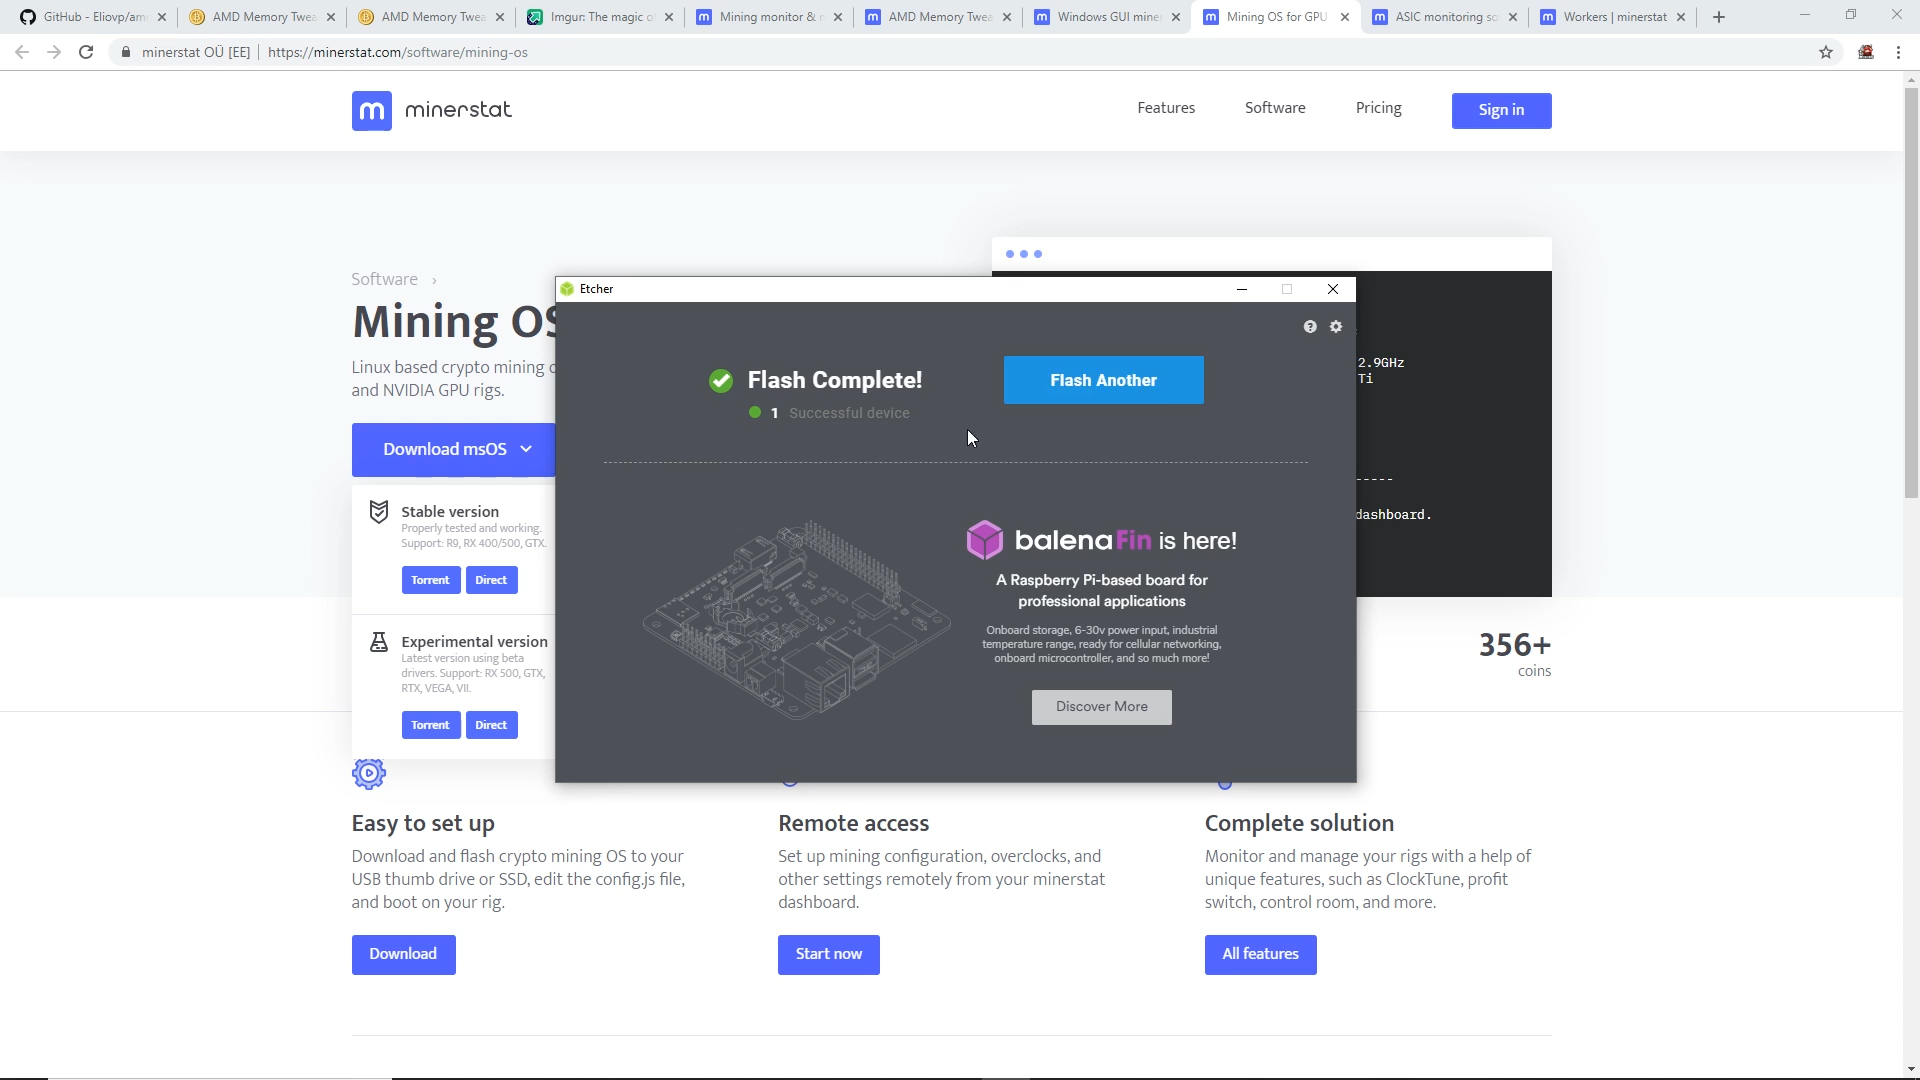 GitHub - Eliovp/am
AMD Memory Twea
AMD Memory Twea
Imgur: The magic o
Mining monitor &
AMD Memory Twea
Windows GUI mine
Mining OS for GPU
ASIC monitoring so
Workers | minerstat
minerstat OÜ [EE]
https://minerstat.com/software/mining-os
m minerstat
Features
Software
Pricing
Sign in
Software ›
Mining OS
Linux based crypto mining
and NVIDIA GPU rigs.
Download msOS
Stable version
Properly tested and working.
Support: R9, RX 400/500, GTX.
Torrent
Direct
Experimental version
Latest version using beta
drivers. Support: RX 500, GTX,
RTX, VEGA, VII.
Torrent
Direct
Etcher
Flash Complete!
1 Successful device
Flash Another
balenaFin is here!
A Raspberry Pi-based board for
professional applications
Onboard storage, 6-30v power input, industrial
temperature range, ready for cellular networking,
onboard microcontroller, and so much more!
Discover More
2.9GHz
Ti
-----
dashboard.
356+
coins
Easy to set up
Download and flash crypto mining OS to your
USB thumb drive or SSD, edit the config.js file,
and boot on your rig.
Download
Remote access
Set up mining configuration, overclocks, and
other settings remotely from your minerstat
dashboard.
Start now
Complete solution
Monitor and manage your rigs with a help of
unique features, such as ClockTune, profit
switch, control room, and more.
All features